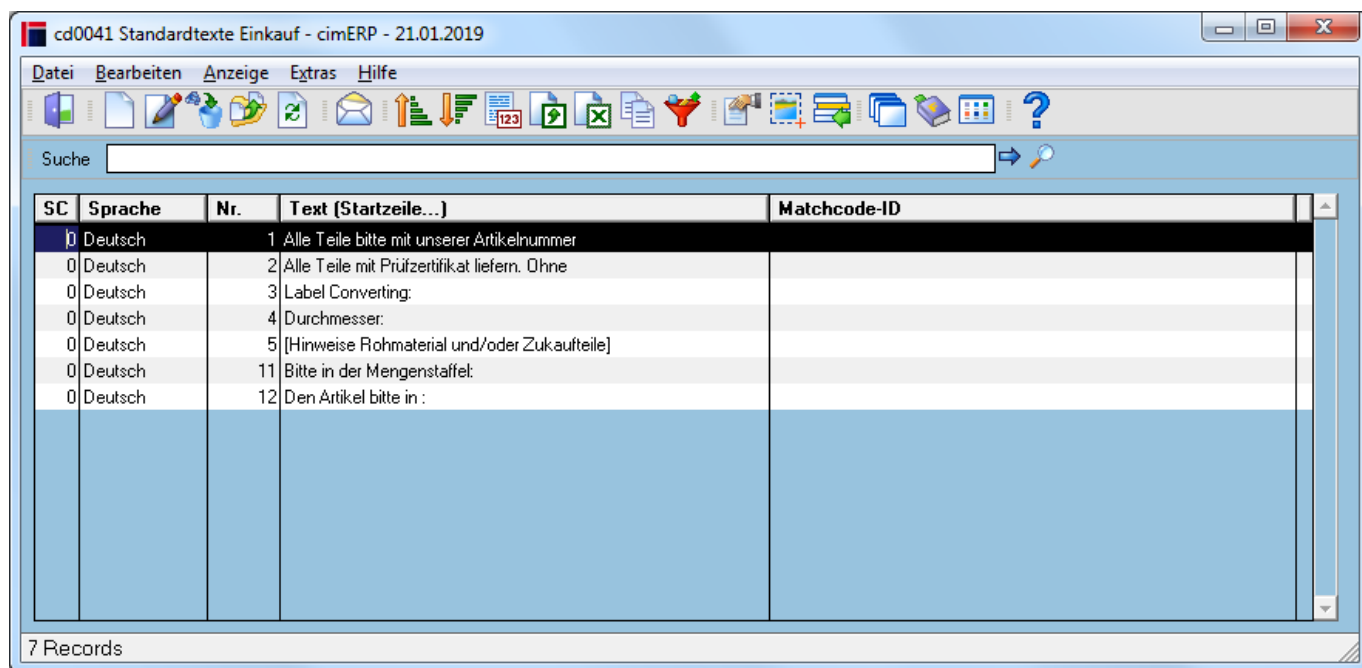 cd0041 Standardtexte Einkauf - cimERP - 21.01.2019
Datei Bearbeiten Anzeige Extras Hilfe
123
Suche
SC Sprache Nr. Text (Startzeile...) Matchcode-ID
0 Deutsch 1 Alle Teile bitte mit unserer Artikelnummer
0 Deutsch 2 Alle Teile mit Prüfzertifikat liefern. Ohne
0 Deutsch 3 Label Converting:
0 Deutsch 4 Durchmesser:
0 Deutsch 5 [Hinweise Rohmaterial und/oder Zukaufteile]
0 Deutsch 11 Bitte in der Mengenstaffel:
0 Deutsch 12 Den Artikel bitte in :
7 Records